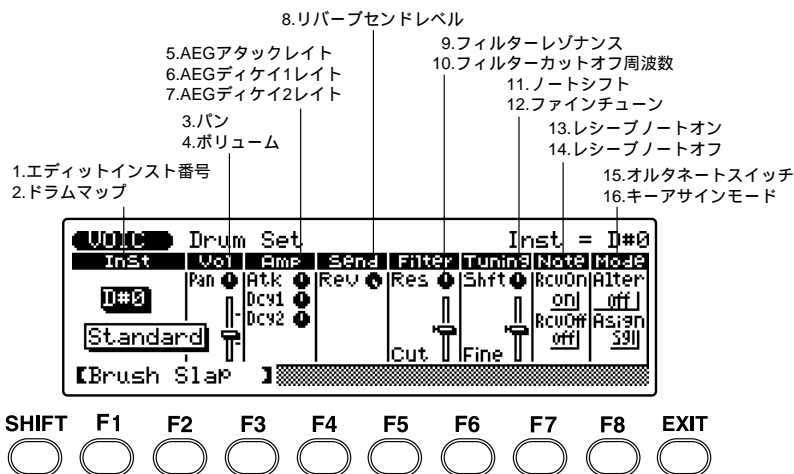 8.リバーブセンドレベル
5.AEGアタックレイト
6.AEGディケイ1レイト
7.AEGディケイ2レイト
9.フィルターレゾナンス
10.フィルターカットオフ周波数
11.ノートシフト
12.ファインチューン
3.パン
4.ボリューム
13.レシーブノートオン
14.レシーブノートオフ
1.エディットインスト番号
2.ドラムマップ
15.オルタネートスイッチ
16.キーアサインモード
VOIC Drum Set Inst = D#0
Inst Vol Amp Send Filter Tuning Note Mode
Pan Atk Rev Res Shft RcvOn Alter
D#0 Dcy1 on off
Dcy2 RcvOff Asign
Standard off sgl
Cut Fine
[Brush Slap ]
SHIFT F1 F2 F3 F4 F5 F6 F7 F8 EXIT